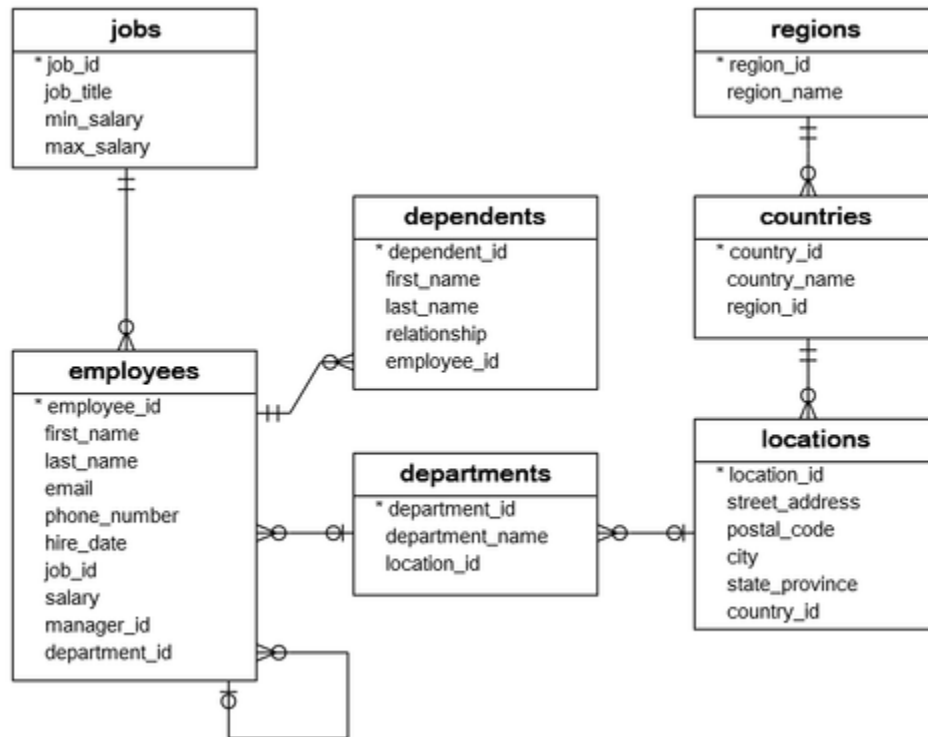 jobs
* job_id
job_title
min_salary
max_salary
regions
* region_id
region_name
dependents
* dependent_id
first_name
last_name
relationship
employee_id
countries
* country_id
country_name
region_id
employees
* employee_id
first_name
last_name
email
phone_number
hire_date
job_id
salary
manager_id
department_id
departments
* department_id
department_name
location_id
locations
* location_id
street_address
postal_code
city
state_province
country_id